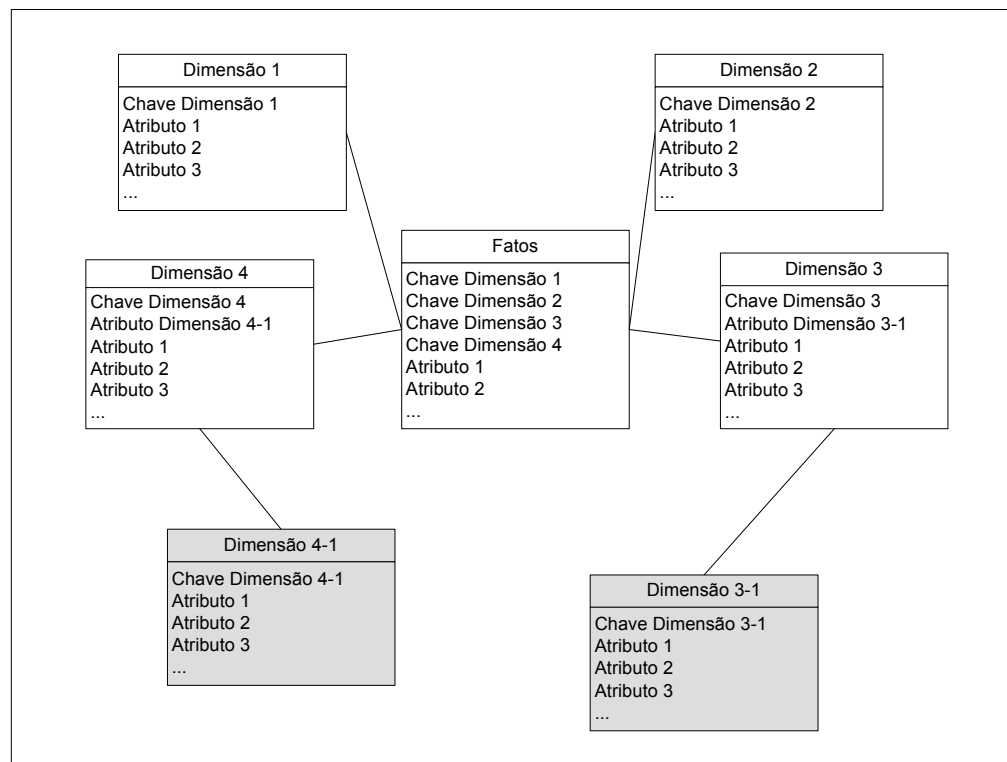 Dimensão 1
Chave Dimensão 1
Atributo 1
Atributo 2
Atributo 3
...
Dimensão 2
Chave Dimensão 2
Atributo 1
Atributo 2
Atributo 3
...
Fatos
Chave Dimensão 1
Chave Dimensão 2
Chave Dimensão 3
Chave Dimensão 4
Atributo 1
Atributo 2
...
Dimensão 4
Chave Dimensão 4
Atributo Dimensão 4-1
Atributo 1
Atributo 2
Atributo 3
...
Dimensão 3
Chave Dimensão 3
Atributo Dimensão 3-1
Atributo 1
Atributo 2
Atributo 3
...
Dimensão 4-1
Chave Dimensão 4-1
Atributo 1
Atributo 2
Atributo 3
...
Dimensão 3-1
Chave Dimensão 3-1
Atributo 1
Atributo 2
Atributo 3
...